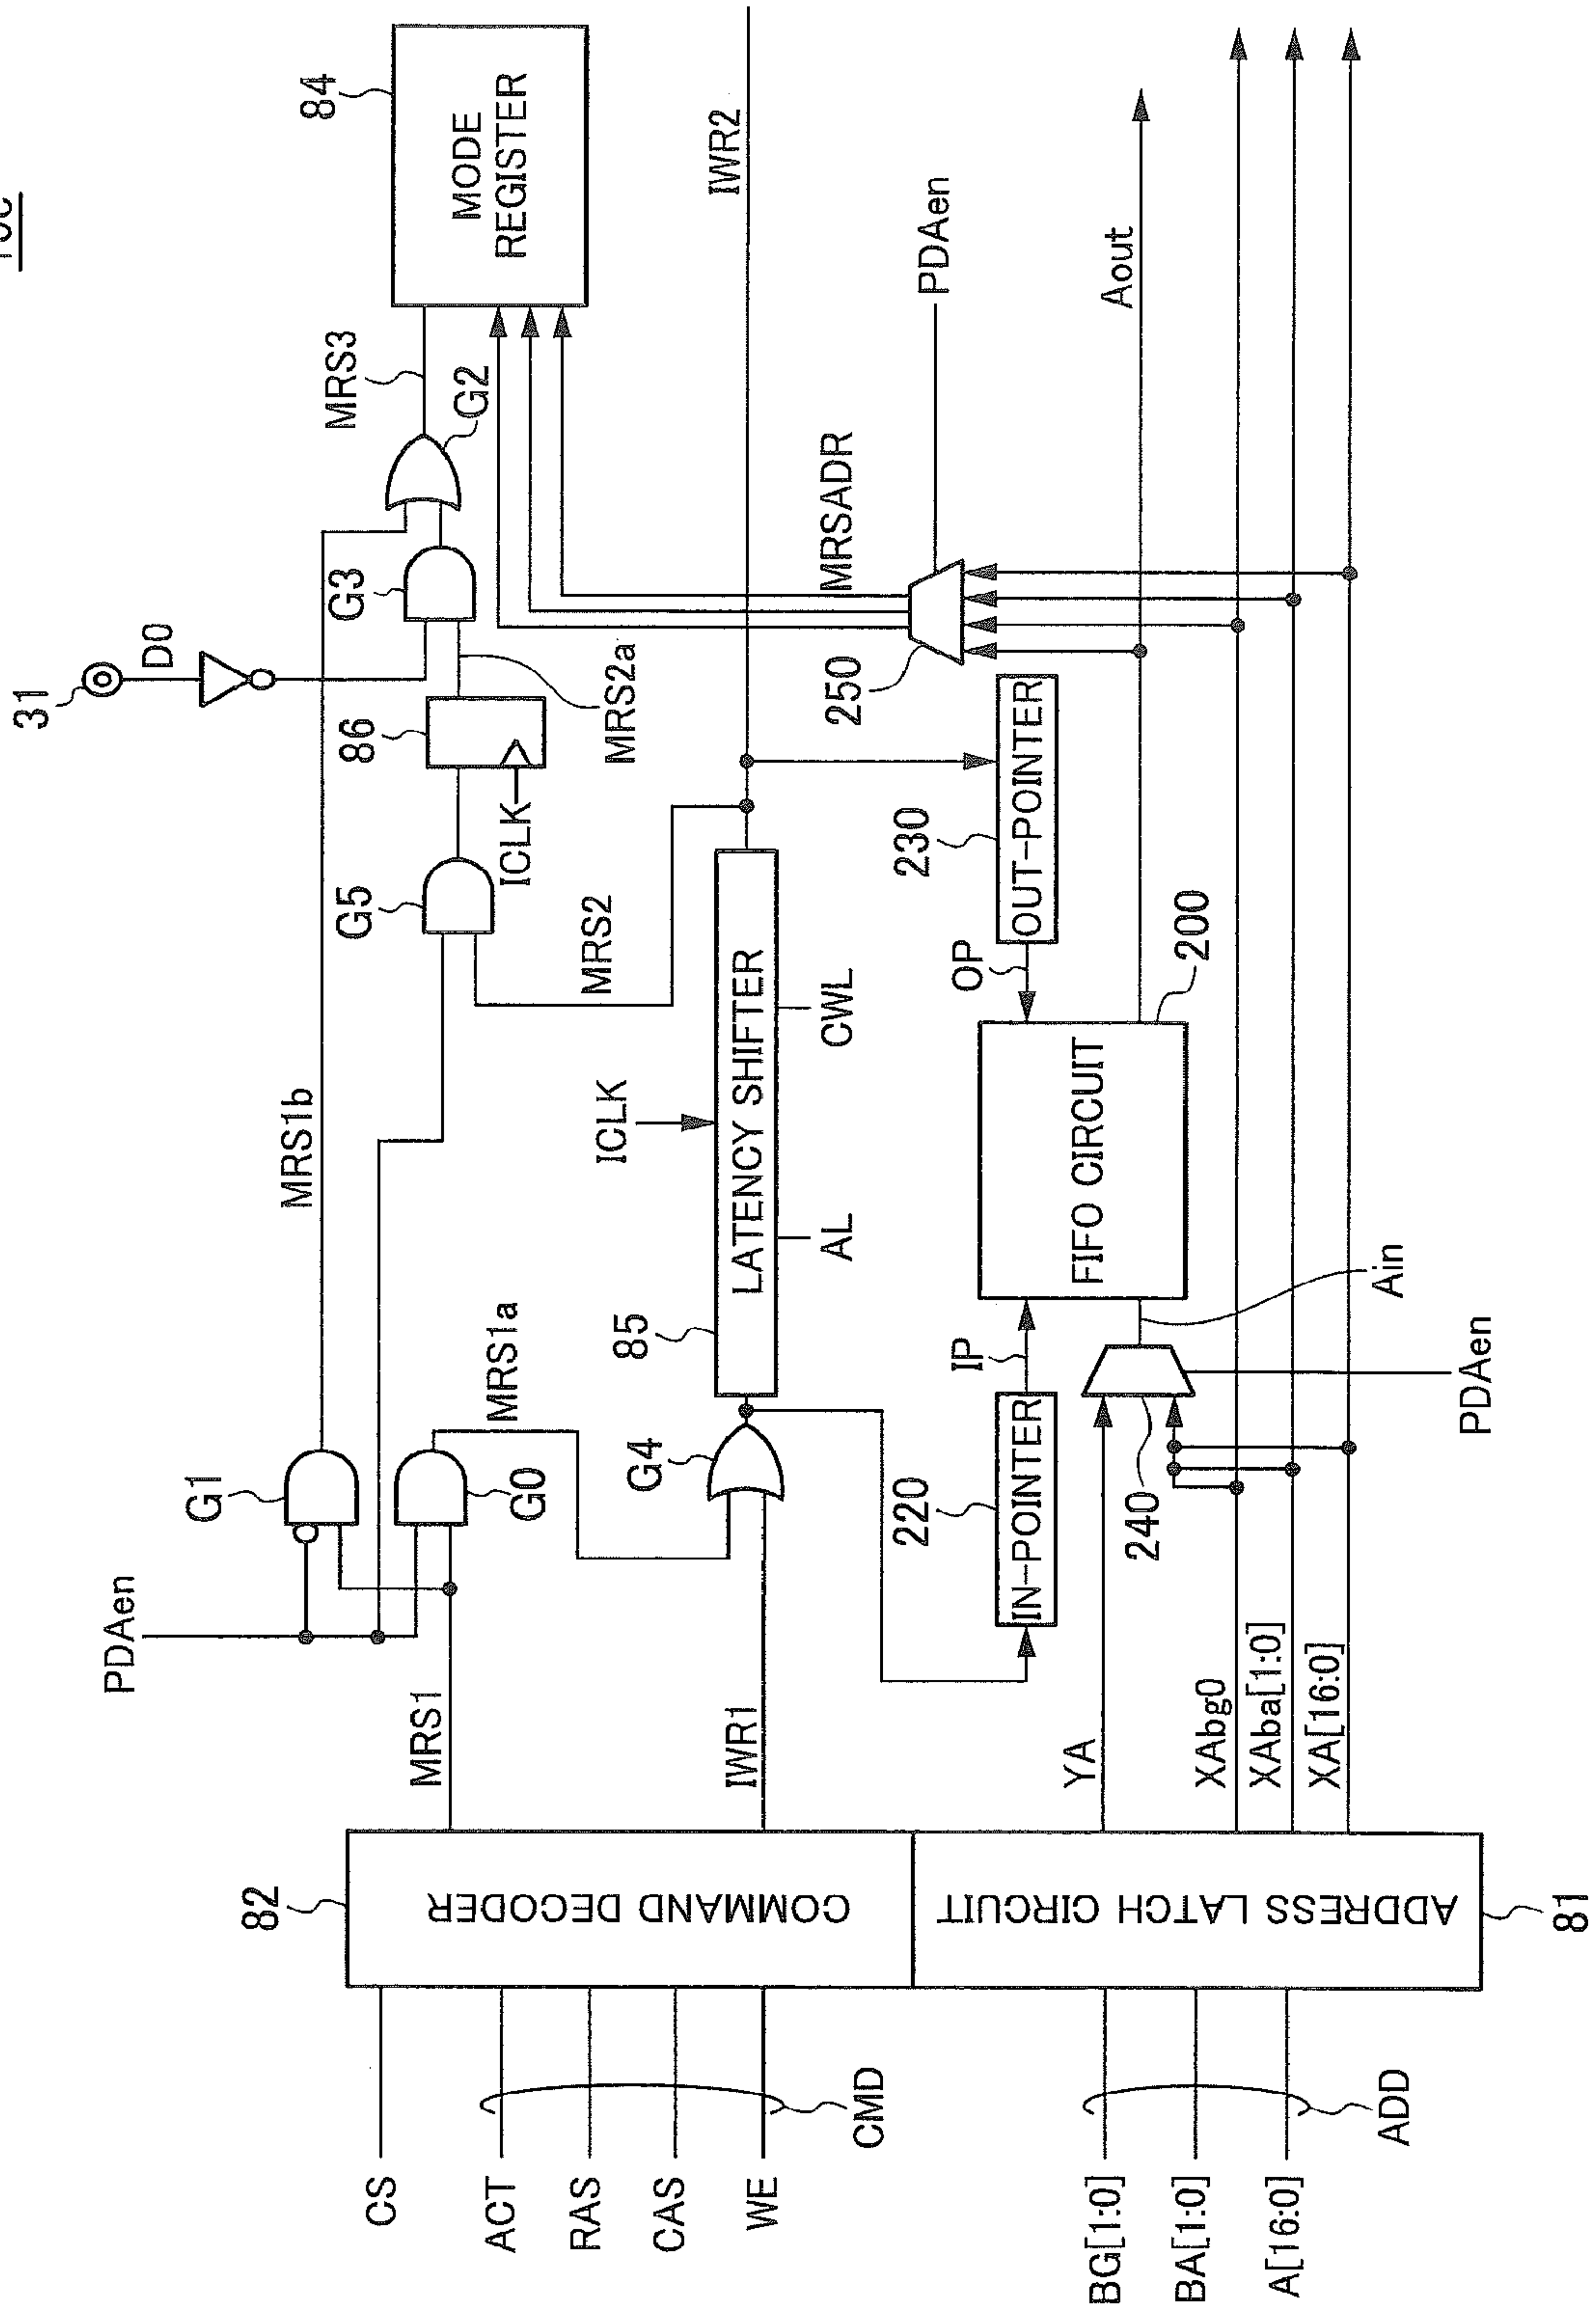 31
D0
84
MODE
REGISTER
MRS3
G2
G3
86
MRS2a
ICLK
G5
MRS1b
MRS2
IWR2
PDAen
G1
G0
MRS1a
MRS1
82
COMMAND DECODER
CS
ACT
RAS
CAS
WE
CMD
IWR1
G4
85
LATENCY SHIFTER
ICLK
AL
CWL
MRSADR
PDAen
250
230
OUT-POINTER
OP
220
IN-POINTER
IP
FIFO CIRCUIT
200
Aout
Ain
240
PDAen
YA
XAbg0
XAba[1:0]
XA[16:0]
ADDRESS LATCH CIRCUIT
81
BG[1:0]
BA[1:0]
A[16:0]
ADD